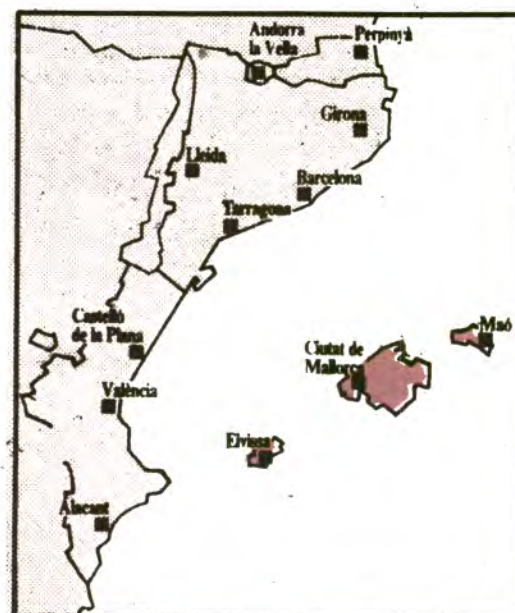 Andorra
la Vella
Perpinyà
Girona
Lleida
Barcelona
Tarragona
Castelló
de la Plana
Ciutat de
Mallorca
Maó
València
Eivissa
Alacant